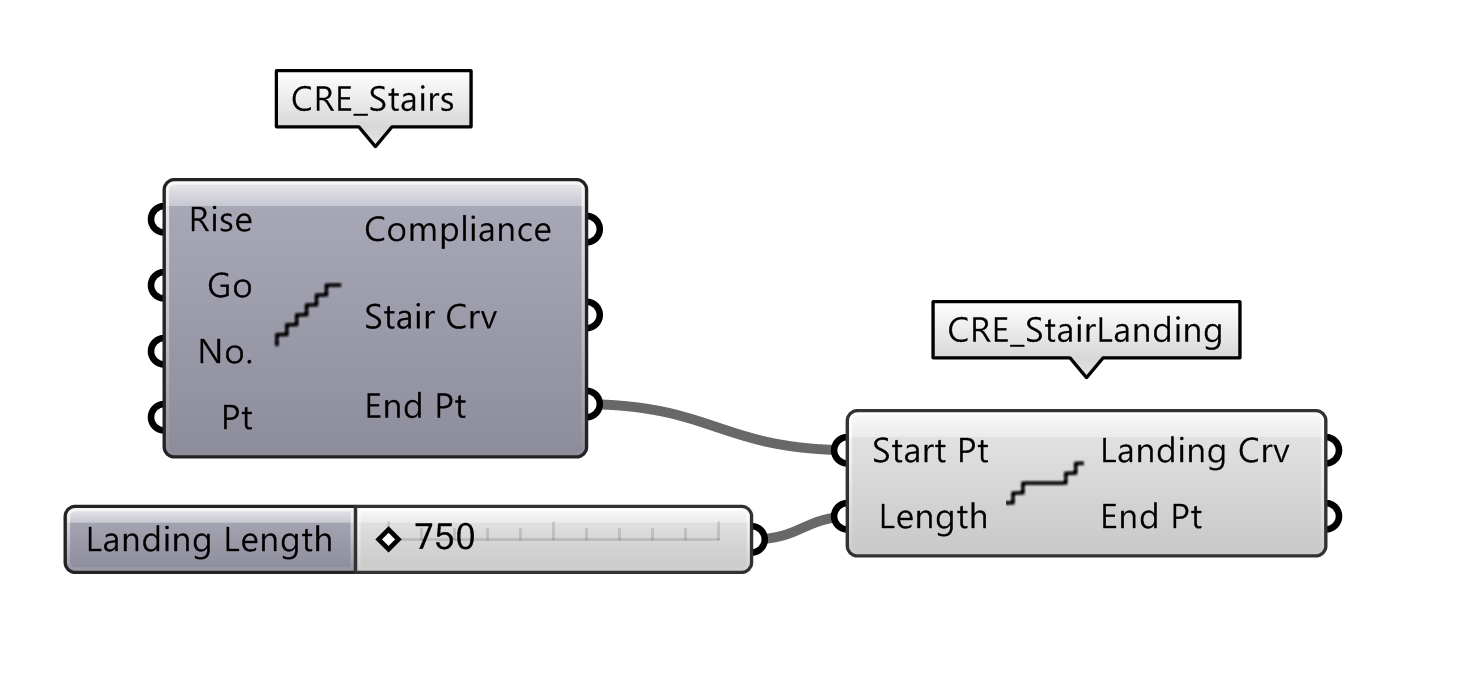 CRE_Stairs
Rise
Go
No.
Pt
Compliance
Stair Crv
End Pt
CRE_StairLanding
Start Pt
Length
Landing Crv
End Pt
Landing Length
750